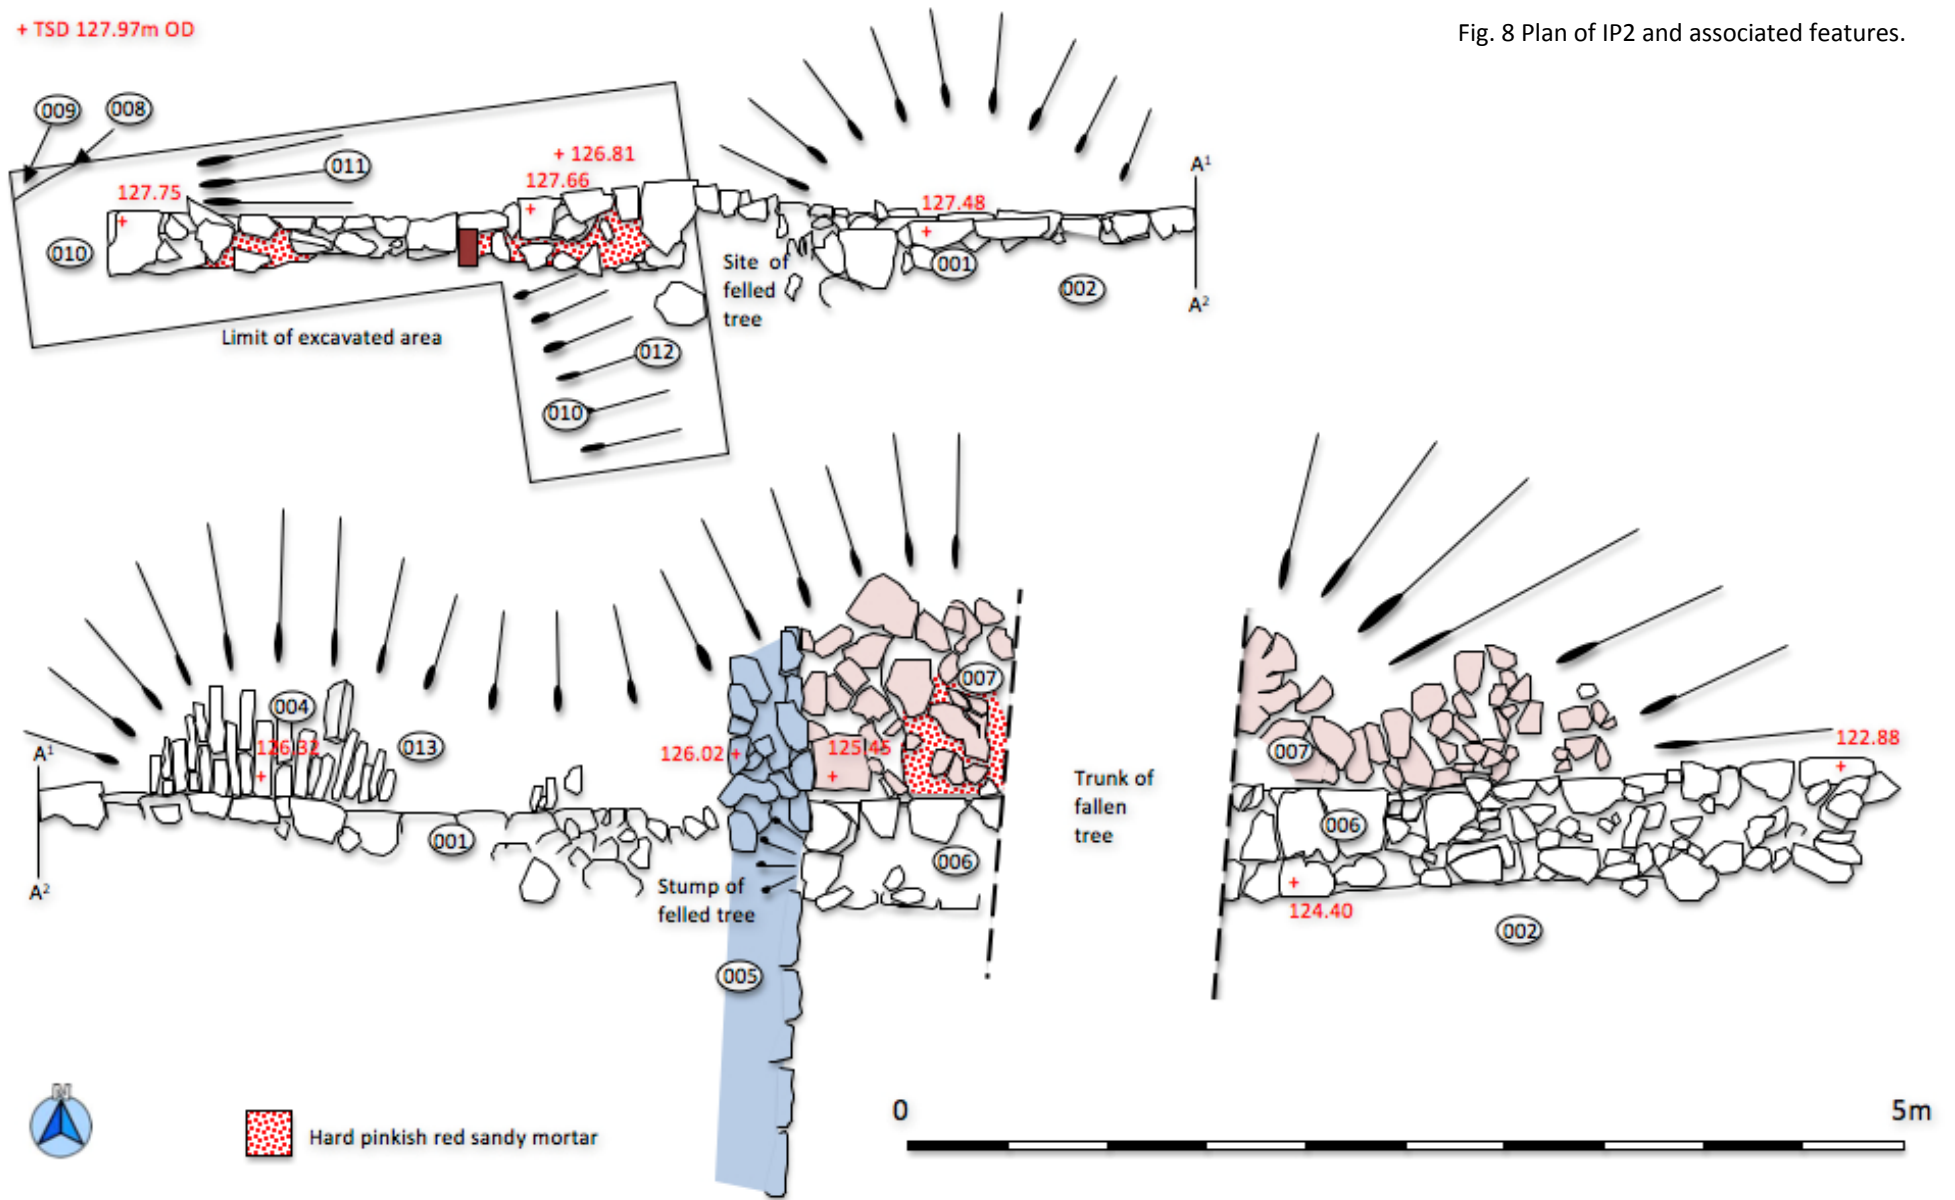 + TSD 127.97m OD
Fig. 8 Plan of IP2 and associated features.
009
008
011
+ 126.81
127.66
127.75
010
A¹
127.48
001
002
Site of
felled
tree
A²
Limit of excavated area
012
010
004
126.32
013
A¹
A²
001
126.02
125.45
007
006
Stump of
felled tree
005
Trunk of
fallen
tree
007
122.88
006
124.40
002
N
Hard pinkish red sandy mortar
0
5m